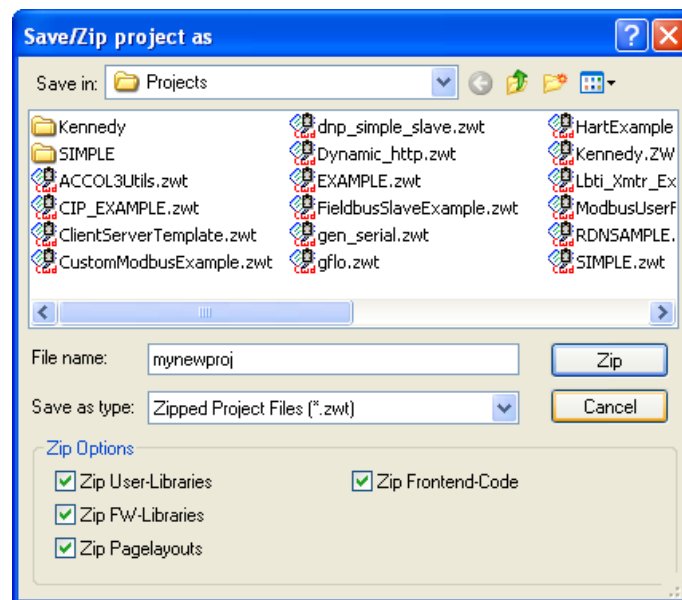 Save/Zip project as
Save in: Projects
Kennedy dnp_simple_slave.zwt HartExample
SIMPLE Dynamic_http.zwt Kennedy.ZW
ACCOL3Utils.zwt EXAMPLE.zwt Lbti_Xmtr_Ex
CIP_EXAMPLE.zwt FieldbusSlaveExample.zwt ModbusUserF
ClientServerTemplate.zwt gen_serial.zwt RDNSAMPLE.
CustomModbusExample.zwt gflo.zwt SIMPLE.zwt
File name: mynewproj Zip
Save as type: Zipped Project Files (*.zwt) Cancel
Zip Options
Zip User-Libraries Zip Frontend-Code
Zip FW-Libraries
Zip Pagelayouts